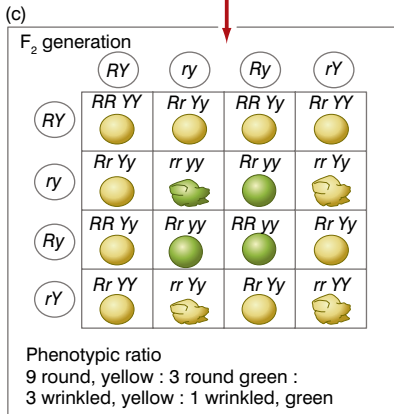 (c)
F2 generation
RY ry Ry rY
RY RR YY Rr Yy RR Yy Rr YY
ry Rr Yy rr yy Rr yy rr Yy
Ry RR Yy Rr yy RR yy Rr Yy
rY Rr YY rr Yy Rr Yy rr YY
Phenotypic ratio
9 round, yellow : 3 round green :
3 wrinkled, yellow : 1 wrinkled, green